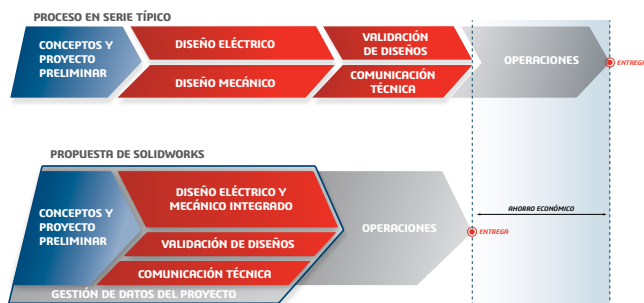 PROCESO EN SERIE TÍPICO
CONCEPTOS Y
PROYECTO
PRELIMINAR
DISEÑO ELÉCTRICO
DISEÑO MECÁNICO
VALIDACIÓN
DE DISEÑOS
COMUNICACIÓN
TÉCNICA
OPERACIONES
ENTREGA
PROPUESTA DE SOLIDWORKS
CONCEPTOS Y
PROYECTO
PRELIMINAR
DISEÑO ELÉCTRICO Y
MECÁNICO INTEGRADO
VALIDACIÓN DE DISEÑOS
COMUNICACIÓN TÉCNICA
GESTIÓN DE DATOS DEL PROYECTO
OPERACIONES
ENTREGA
AHORRO ECONÓMICO